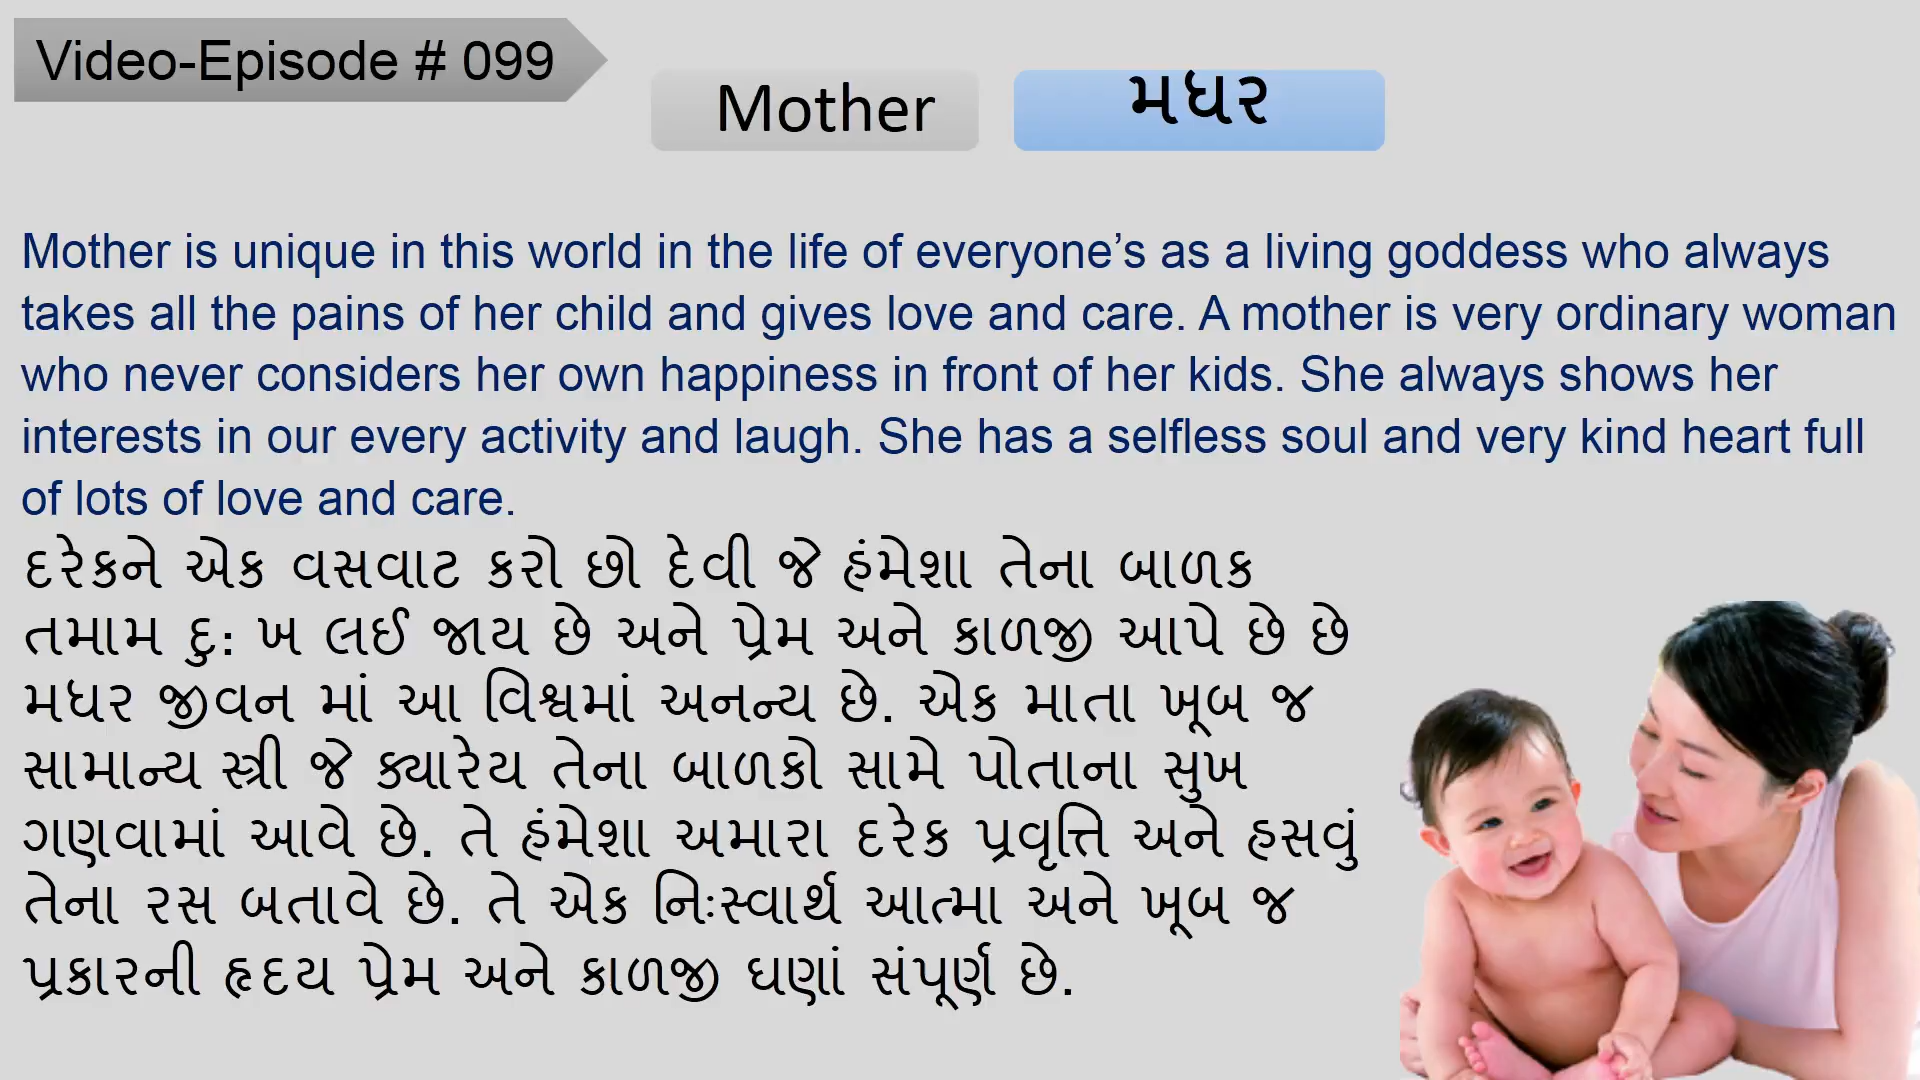 Video-Episode # 099
Mother
મધર
Mother is unique in this world in the life of everyone’s as a living goddess who always
takes all the pains of her child and gives love and care. A mother is very ordinary woman
who never considers her own happiness in front of her kids. She always shows her
interests in our every activity and laugh. She has a selfless soul and very kind heart full
of lots of love and care.
દરેકને એક વસવાટ કરો છો દેવી જે હંમેશા તેના બાળક
તમામ દુ: ખ લઈ જાય છે અને પ્રેમ અને કાળજી આપે છે છે
મધર જીવન માં આ વિશ્વમાં અનન્ય છે. એક માતા ખૂબ જ
સામાન્ય સ્ત્રી જે ક્યારેય તેના બાળકો સામે પોતાના સુખ
ગણવામાં આવે છે. તે હંમેશા અમારા દરેક પ્રવૃત્તિ અને હસવું
તેના રસ બતાવે છે. તે એક નિઃસ્વાર્થ આત્મા અને ખૂબ જ
પ્રકારની હૃદય પ્રેમ અને કાળજી ઘણાં સંપૂર્ણ છે.